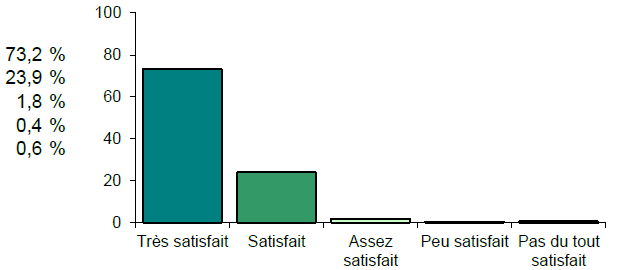 73,2 %
23,9 %
1,8 %
0,4 %
0,6 %
100
80
60
40
20
0
Très satisfait
Satisfait
Assez
satisfait
Peu satisfait
Pas du tout
satisfait